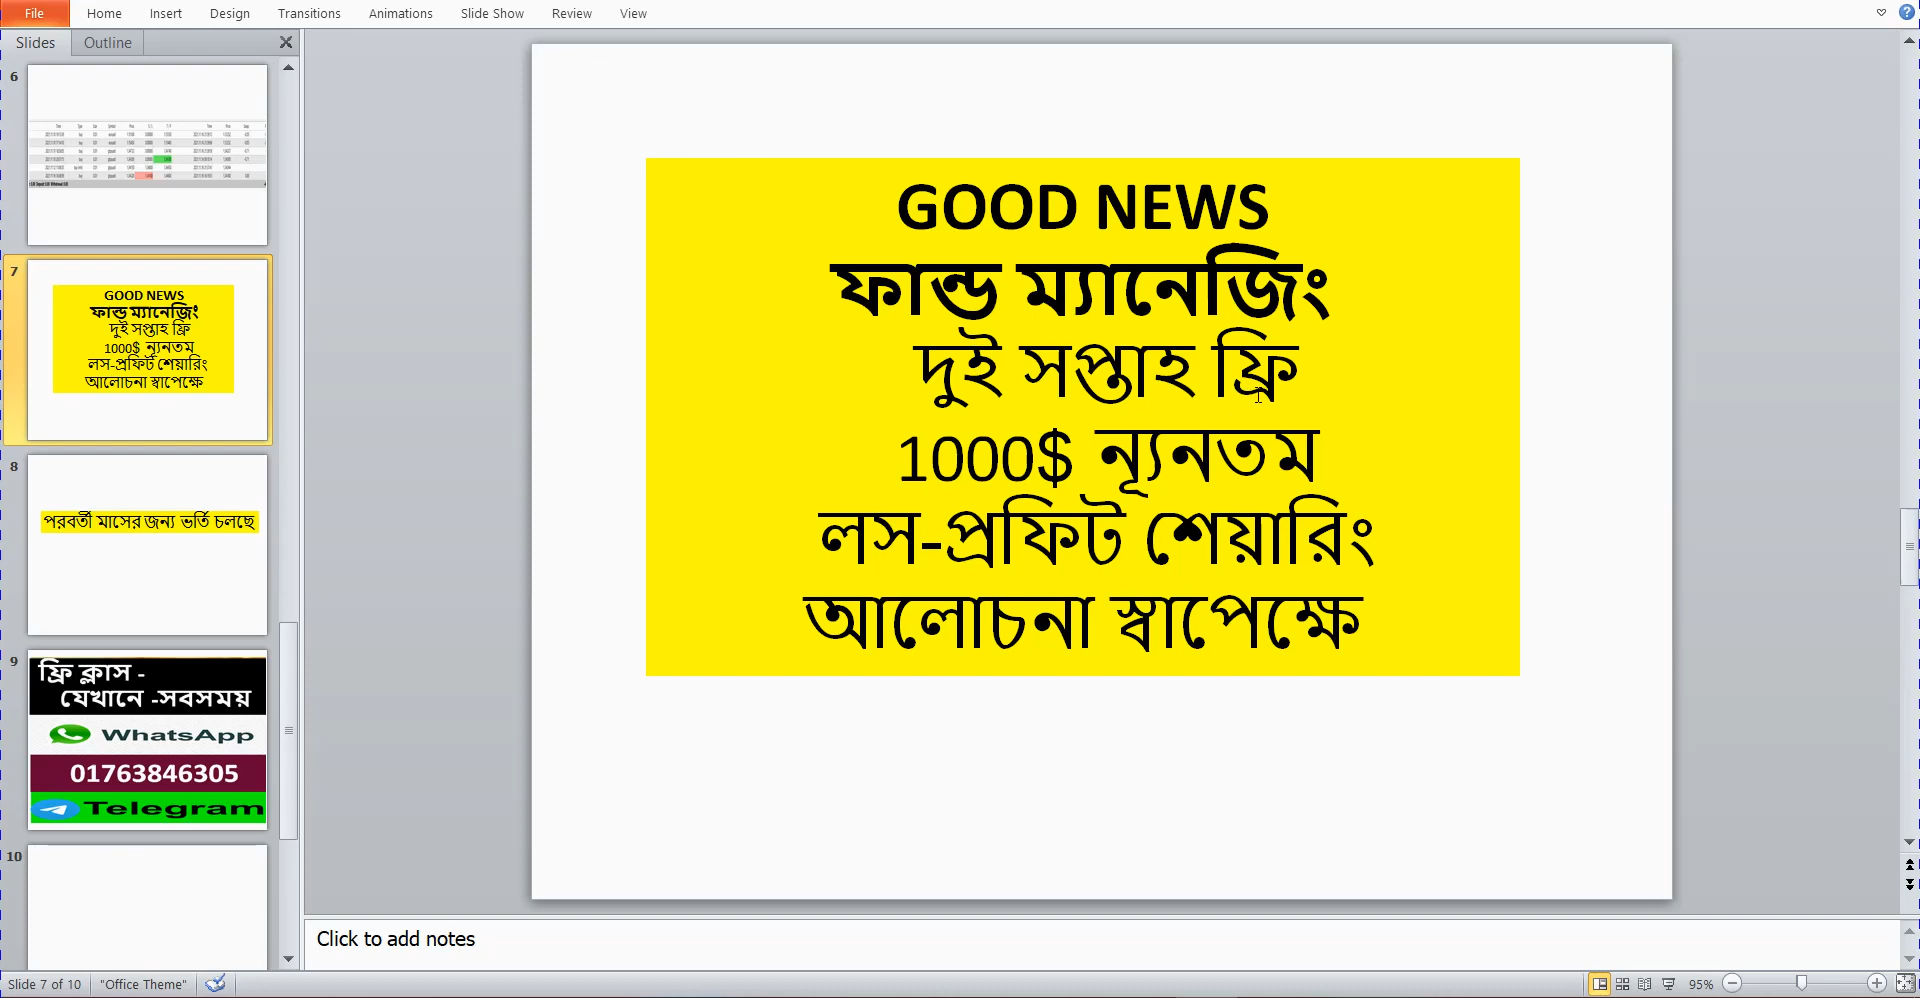 File Home Insert Design Transitions Animations Slide Show Review View
Slides Outline
6
7
GOOD NEWS
ফান্ড ম্যানেজিং
দুই সপ্তাহ ফ্রি
1000$ ন্যূনতম
লস-প্রফিট শেয়ারিং
আলোচনা স্বাপেক্ষে
8
পরবর্তী মাসের জন্য ভর্তি চলছে
9
ফ্রি ক্লাস -
যেখানে -সবসময়
WhatsApp
01763846305
Telegram
10
GOOD NEWS
ফান্ড ম্যানেজিং
দুই সপ্তাহ ফ্রি
1000$ ন্যূনতম
লস-প্রফিট শেয়ারিং
আলোচনা স্বাপেক্ষে
Click to add notes
Slide 7 of 10 "Office Theme" 95%